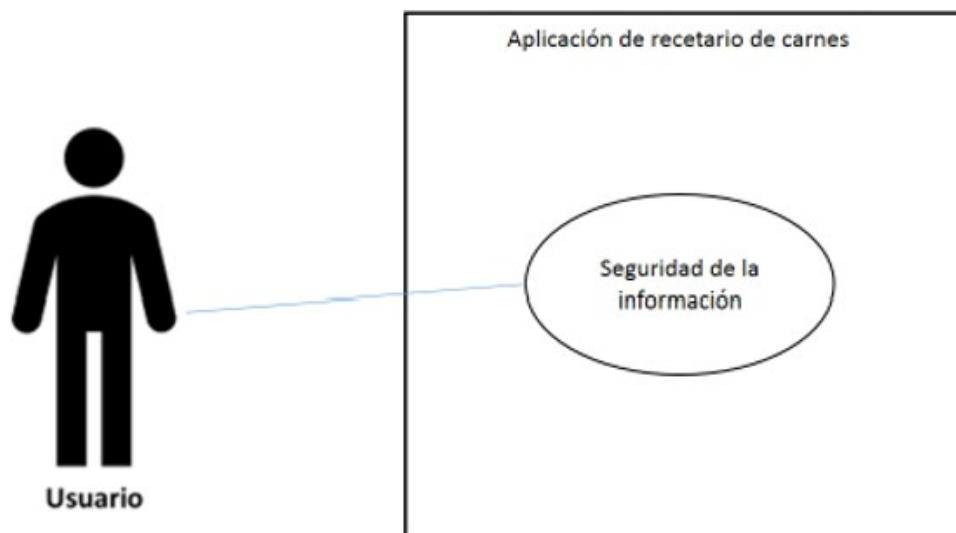 Aplicación de recetario de carnes
Seguridad de la
información
Usuario